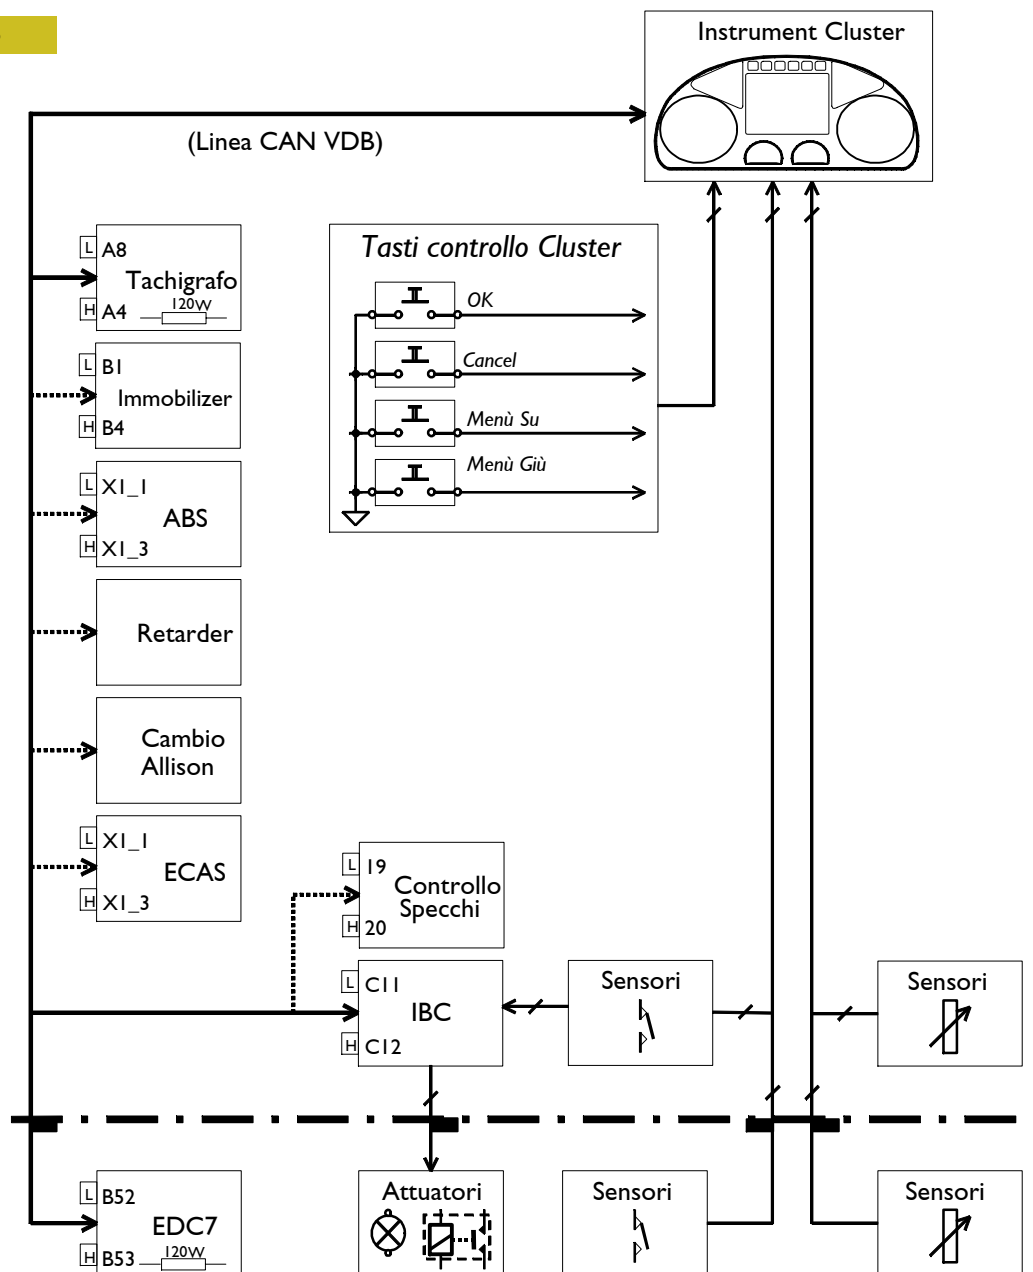 Instrument Cluster
(Linea CAN VDB)
L A8
Tachigrafo
H A4 120W
L B1
Immobilizer
H B4
L X1_1
ABS
H X1_3
Retarder
Cambio
Allison
L X1_1
ECAS
H X1_3
Tasti controllo Cluster
OK
Cancel
Menù Su
Menù Giù
L 19
Controllo
Specchi
H 20
L C11
IBC
H C12
Sensori
Sensori
L B52
EDC7
H B53 120W
Attuatori
Sensori
Sensori